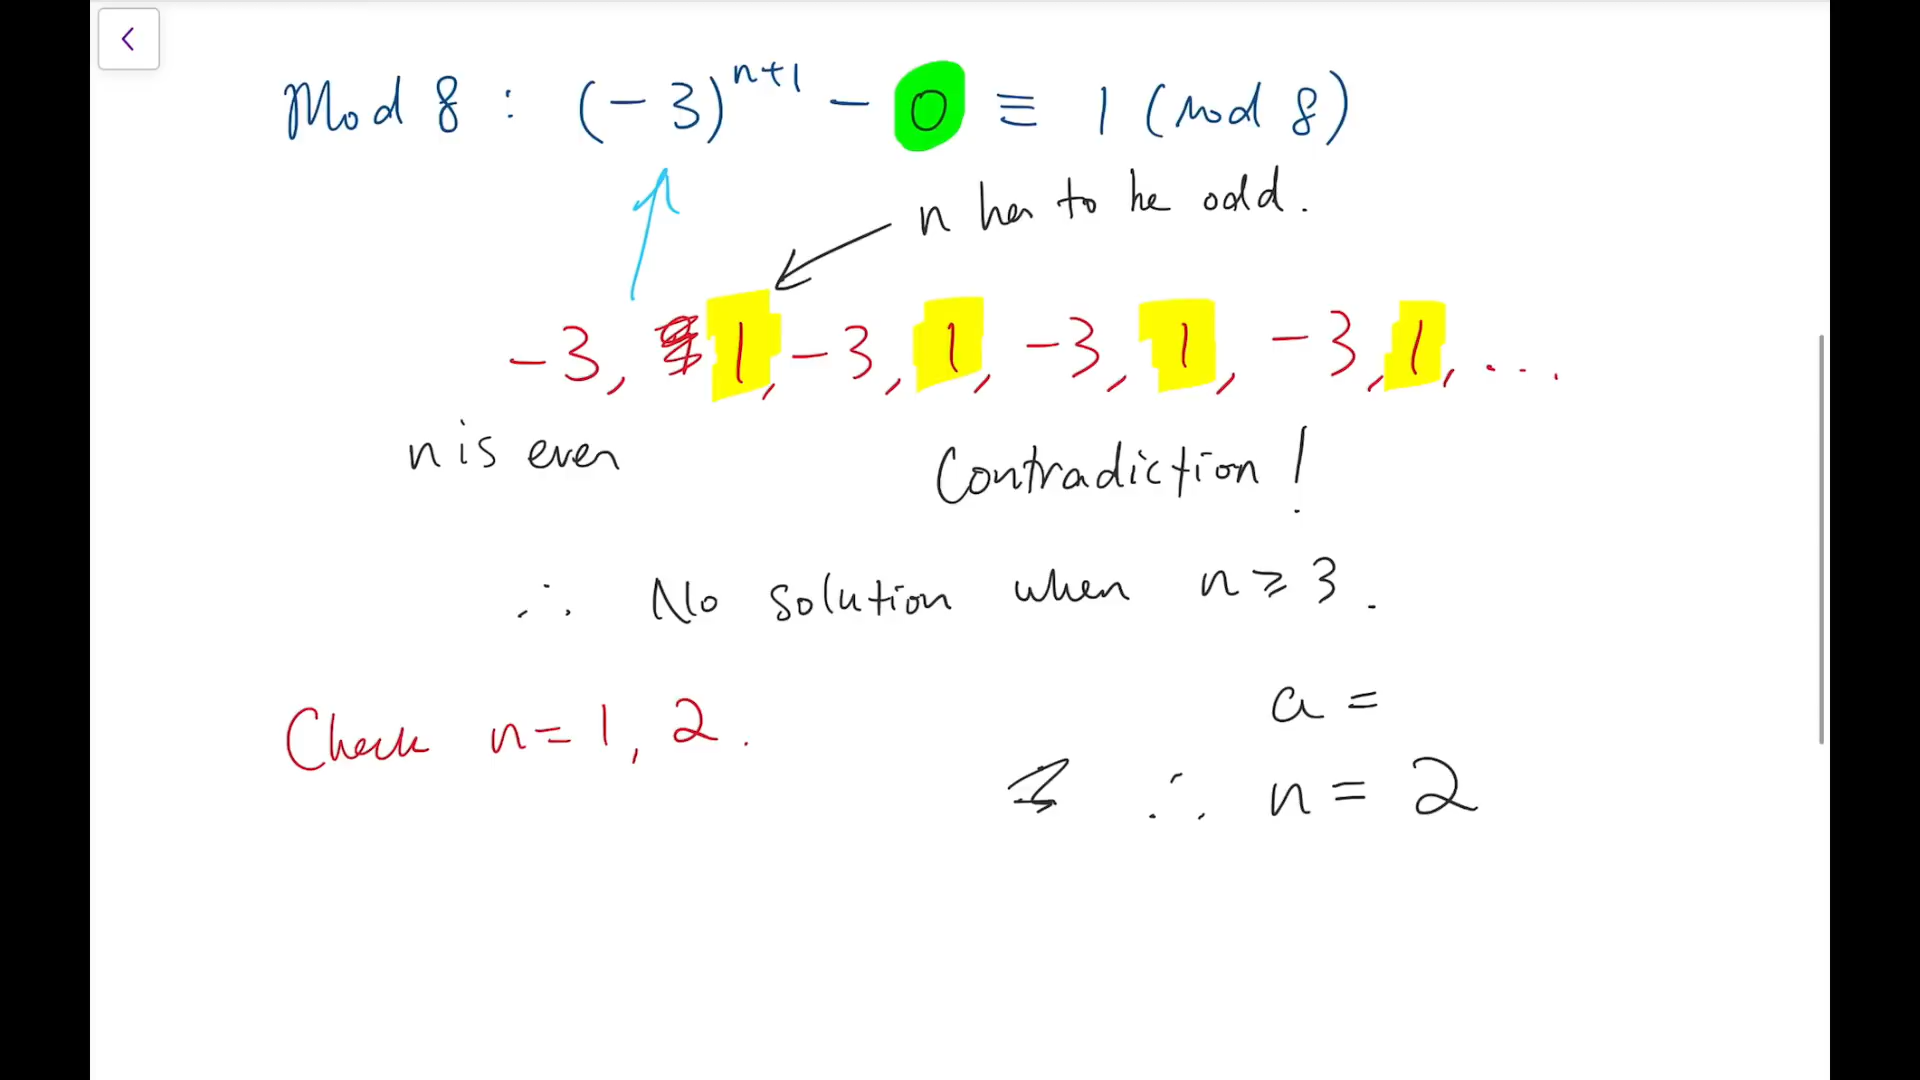 Mod 8 : (-3)^{n+1} - 0 ≡ 1 (mod 8)
n has to be odd.
-3, 1, -3, 1, -3, 1, -3, 1, ...
n is even
Contradiction !
∴ No solution when n ⩾ 3.
a =
Check n = 1, 2.
∴ n = 2